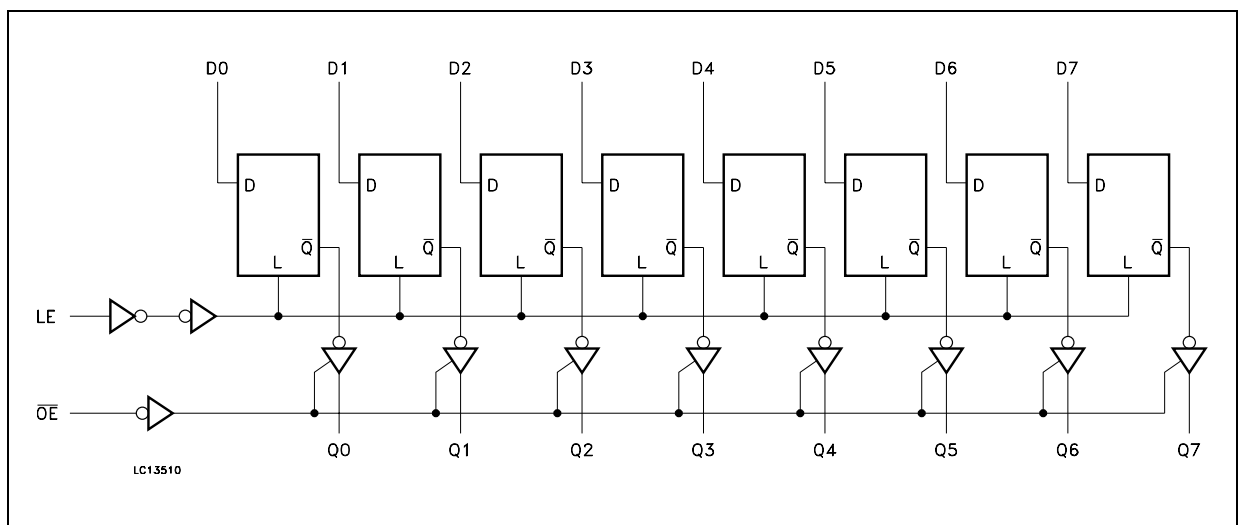 D0 D1 D2 D3 D4 D5 D6 D7
D D D D D D D D
Q̅ Q̅ Q̅ Q̅ Q̅ Q̅ Q̅ Q̅
L L L L L L L L
LE
O̅E̅
Q0 Q1 Q2 Q3 Q4 Q5 Q6 Q7
LC13510